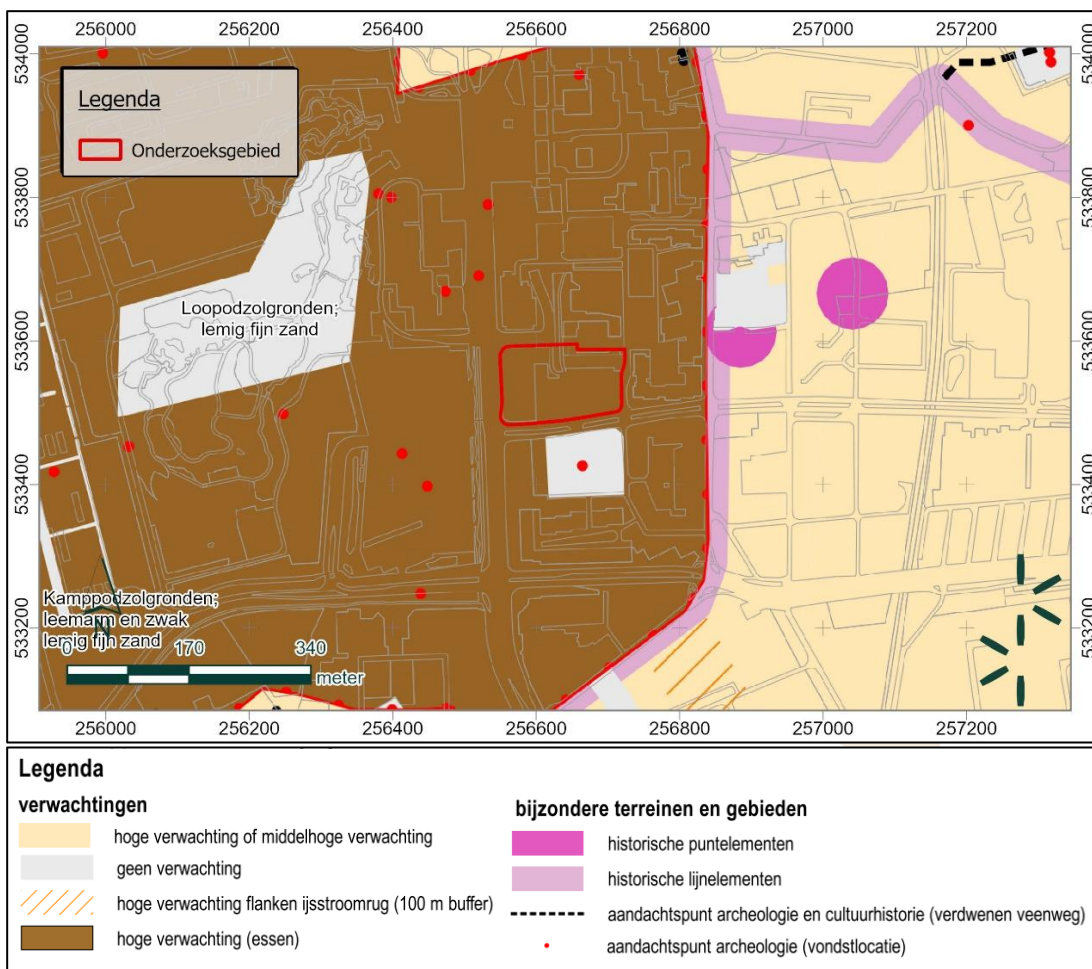 256000 256200 256400 256600 256800 257000 257200
534000
534000
Legenda
Onderzoeksgebied
533800
533800
Loopodzolgronden;
lemig fijn zand
533600
533600
533400
533400
Kamppodzolgronden;
leemarm en zwak
lemig fijn zand
N
533200
533200
0 170 340
meter
256000 256200 256400 256600 256800 257000 257200
Legenda
verwachtingen
hoge verwachting of middelhoge verwachting
geen verwachting
hoge verwachting flanken ijsstroomrug (100 m buffer)
hoge verwachting (essen)
bijzondere terreinen en gebieden
historische puntelementen
historische lijnelementen
aandachtspunt archeologie en cultuurhistorie (verdwenen veenweg)
aandachtspunt archeologie (vondstlocatie)